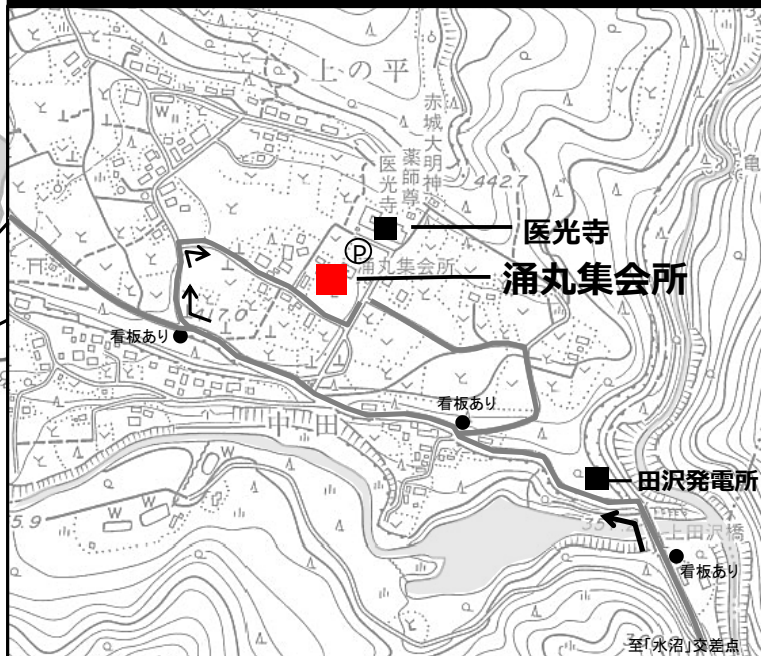 上の平
赤城大明神
薬師尊
医光寺
442.7
医光寺
Ⓟ
涌丸集会所
涌丸集会所
看板あり
看板あり
中田
田沢発電所
上田沢橋
看板あり
至「水沼」交差点
W
W
W
W
5.9